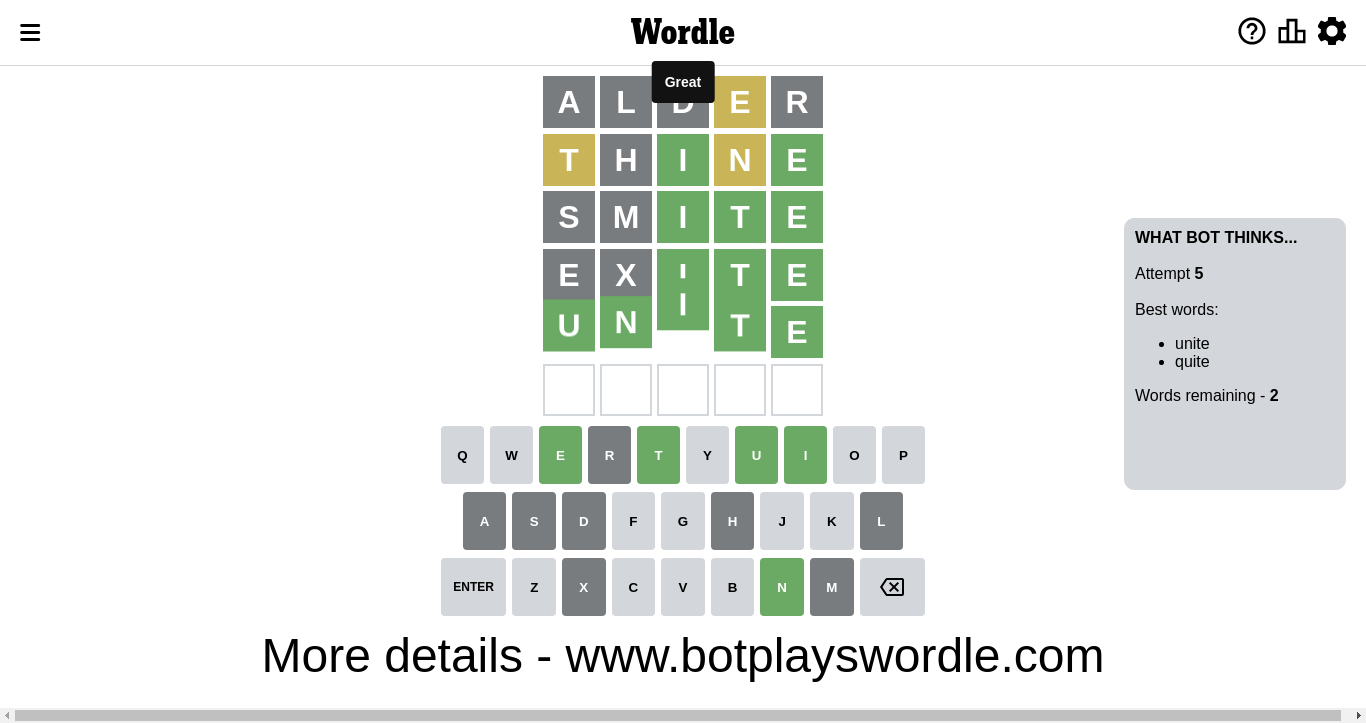 Wordle
Great
A L D E R
T H I N E
S M I T E
E X I T E
U N I T E
WHAT BOT THINKS...
Attempt 5
Best words:
unite
quite
Words remaining - 2
Q W E R T Y U I O P
A S D F G H J K L
ENTER Z X C V B N M
More details - www.botplayswordle.com